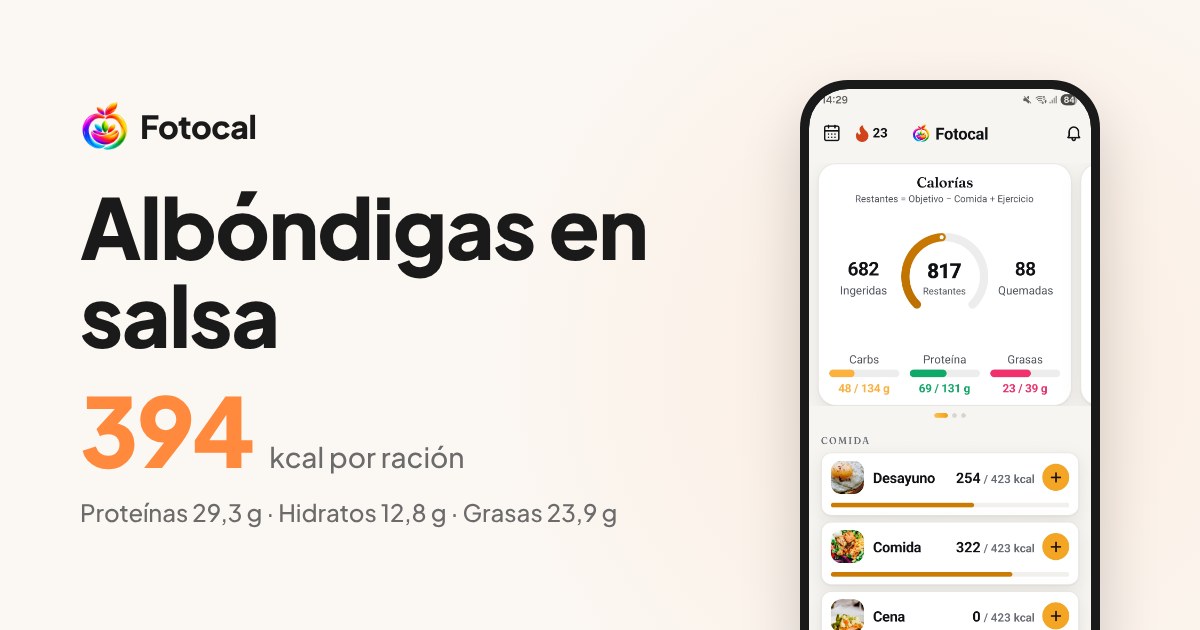 Fotocal
Albóndigas en
salsa
394 kcal por ración
Proteínas 29,3 g · Hidratos 12,8 g · Grasas 23,9 g
14:29
84
23
Fotocal
Calorías
Restantes = Objetivo − Comida + Ejercicio
682
Ingeridas
817
Restantes
88
Quemadas
Carbs
Proteína
Grasas
48 / 134 g
69 / 131 g
23 / 39 g
COMIDA
Desayuno 254 / 423 kcal
Comida 322 / 423 kcal
Cena 0 / 423 kcal